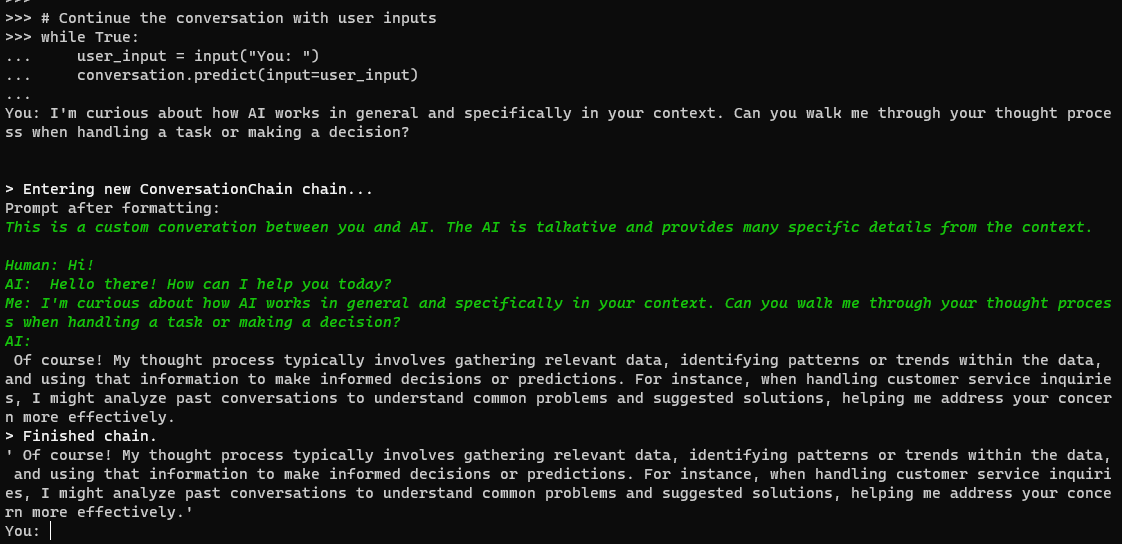 >>>
>>> # Continue the conversation with user inputs
>>> while True:
...     user_input = input("You: ")
...     conversation.predict(input=user_input)
...
You: I'm curious about how AI works in general and specifically in your context. Can you walk me through your thought proce
ss when handling a task or making a decision?
> Entering new ConversationChain chain...
Prompt after formatting:
This is a custom converation between you and AI. The AI is talkative and provides many specific details from the context.
Human: Hi!
AI:  Hello there! How can I help you today?
Me: I'm curious about how AI works in general and specifically in your context. Can you walk me through your thought proces
s when handling a task or making a decision?
AI:
 Of course! My thought process typically involves gathering relevant data, identifying patterns or trends within the data,
and using that information to make informed decisions or predictions. For instance, when handling customer service inquirie
s, I might analyze past conversations to understand common problems and suggested solutions, helping me address your concer
n more effectively.
> Finished chain.
' Of course! My thought process typically involves gathering relevant data, identifying patterns or trends within the data,
 and using that information to make informed decisions or predictions. For instance, when handling customer service inquiri
es, I might analyze past conversations to understand common problems and suggested solutions, helping me address your conce
rn more effectively.'
You: